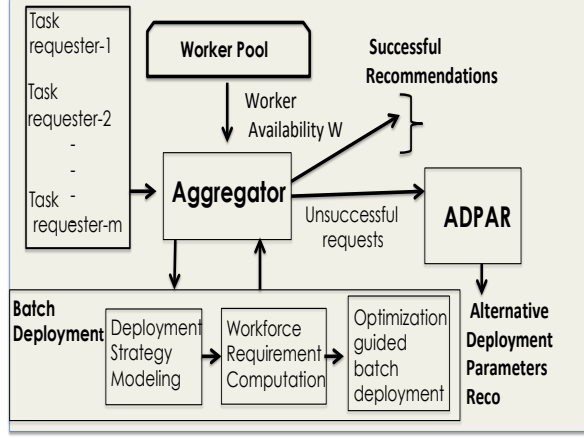 Task
requester-1
Task
requester-2
-
-
-
Task
requester-m
Worker Pool
Worker
Availability W
Successful
Recommendations
Aggregator
Unsuccessful
requests
ADPAR
Batch
Deployment
Deployment
Strategy
Modeling
Workforce
Requirement
Computation
Optimization
guided
batch
deployment
Alternative
Deployment
Parameters
Reco